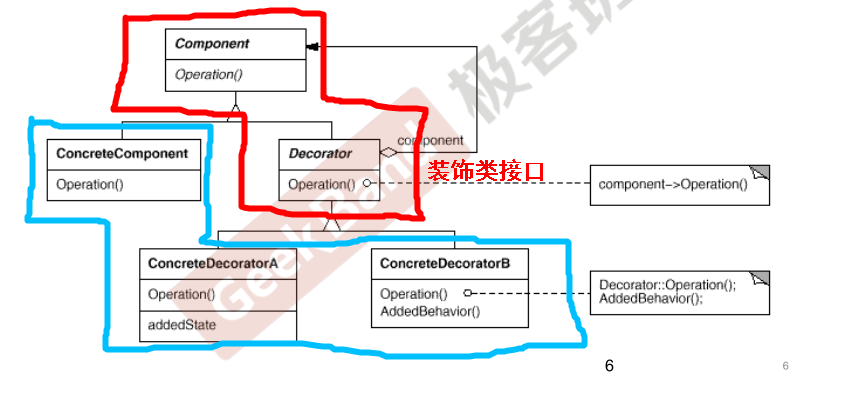 Component
Operation()
component
ConcreteComponent
Operation()
Decorator
Operation()
装饰类接口
component->Operation()
ConcreteDecoratorA
Operation()
addedState
ConcreteDecoratorB
Operation()
AddedBehavior()
Decorator::Operation();
AddedBehavior();
GeekBand 极客班
6
6